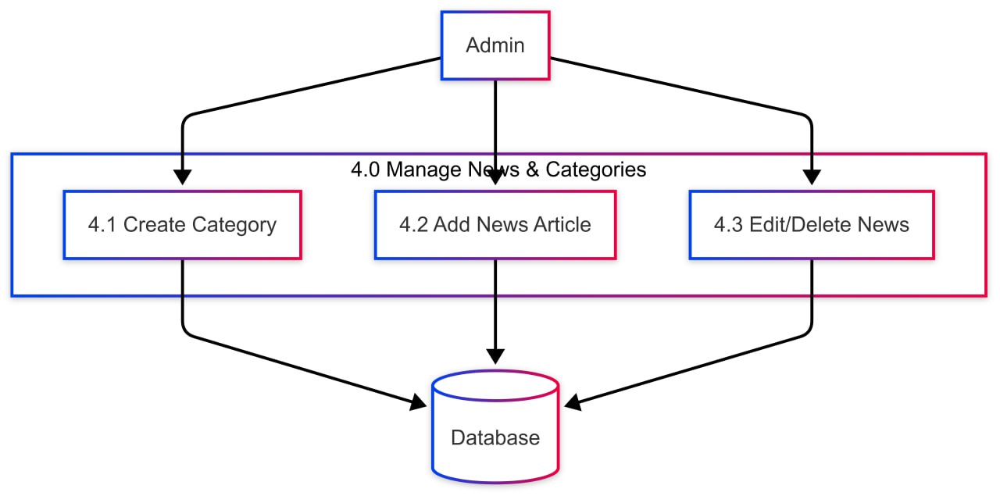 Admin
4.0 Manage News & Categories
4.1 Create Category
4.2 Add News Article
4.3 Edit/Delete News
Database